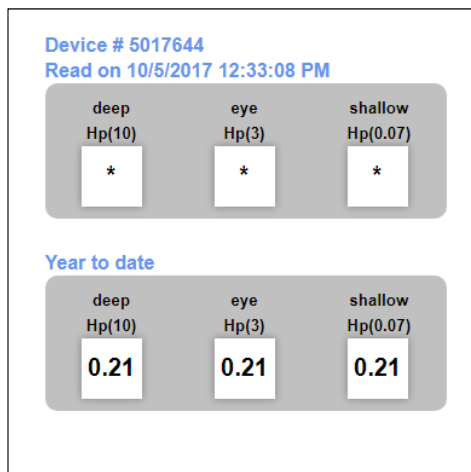 Device # 5017644
Read on 10/5/2017 12:33:08 PM
deep eye shallow
Hp(10) Hp(3) Hp(0.07)
* * *
Year to date
deep eye shallow
Hp(10) Hp(3) Hp(0.07)
0.21 0.21 0.21